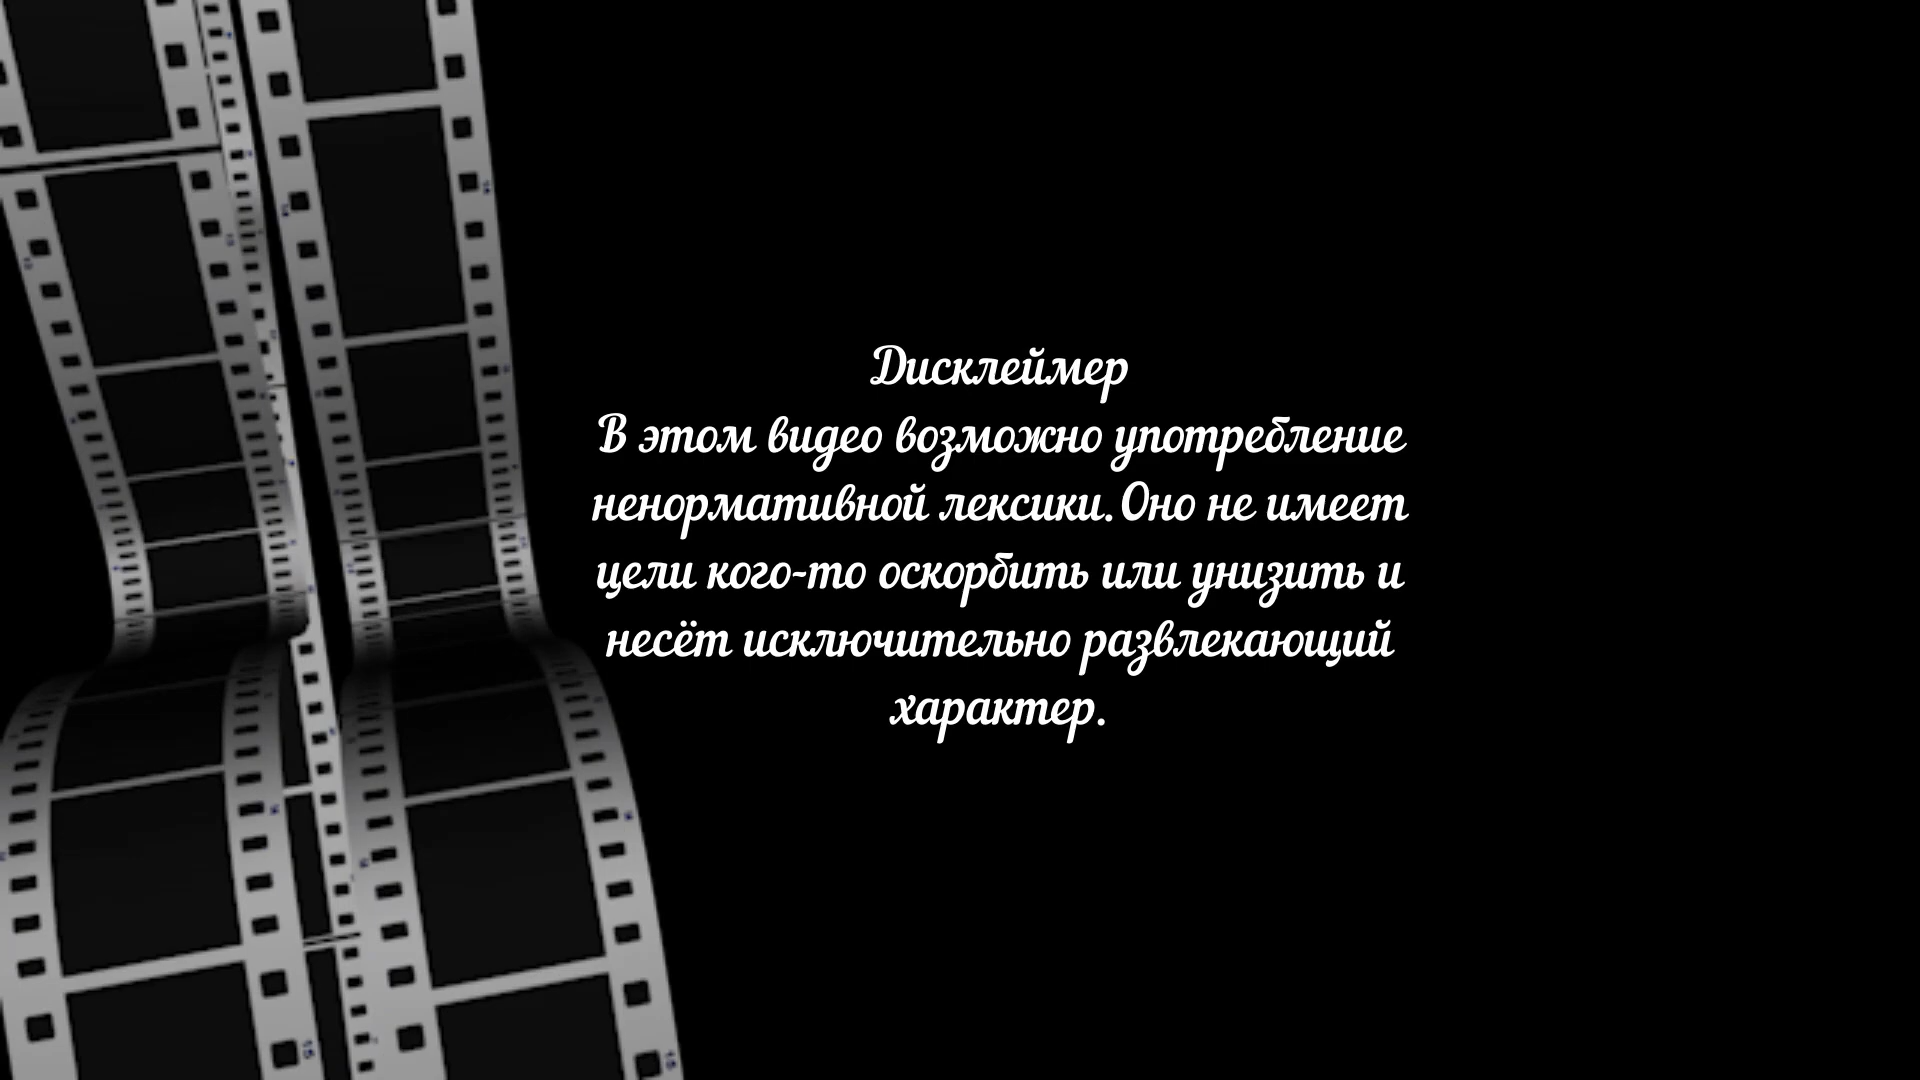 Дисклеймер
В этом видео возможно употребление
ненормативной лексики.Оно не имеет
цели кого-то оскорбить или унизить и
несёт исключительно развлекающий
характер.